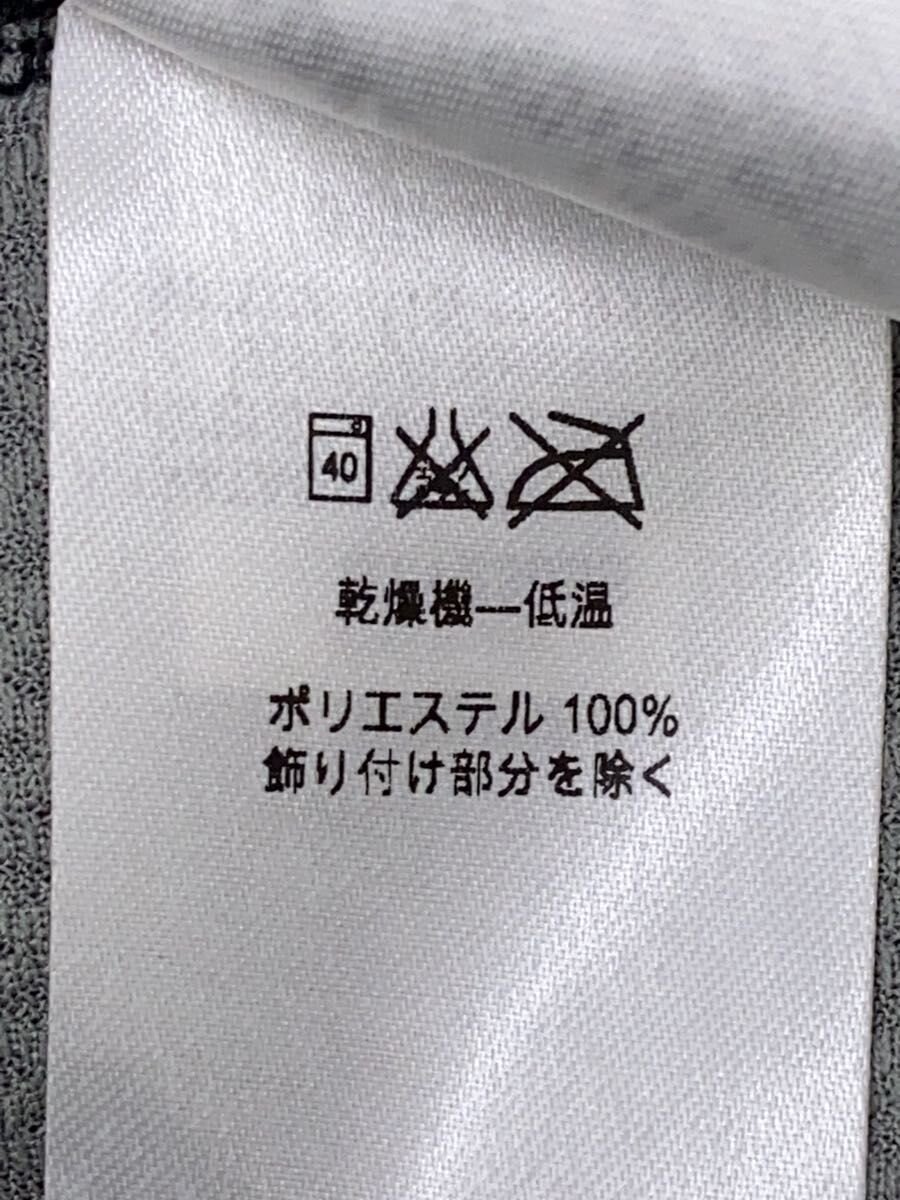 40
乾燥機—低温
ポリエステル 100%
飾り付け部分を除く